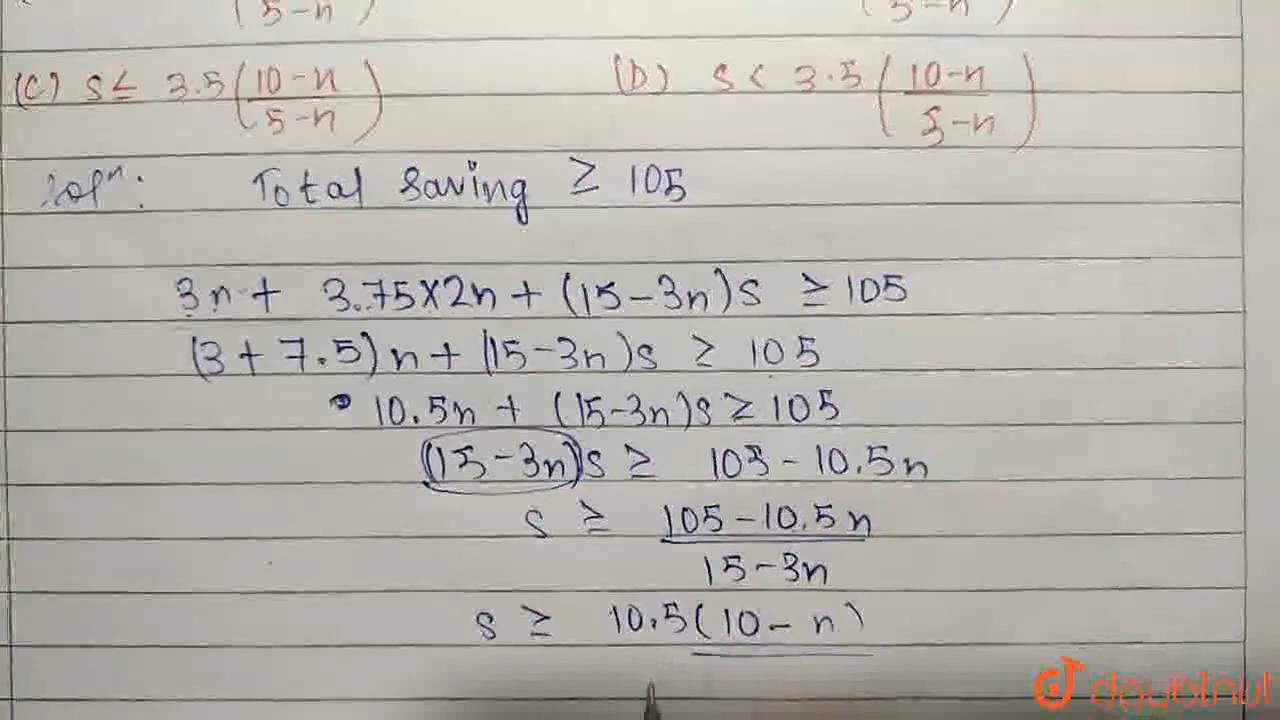 (5-n) (5-n)
(C) s ≤ 3.5(10-n/5-n) (D) s < 3.5(10-n/5-n)
Solⁿ: Total saving ≥ 105
3n + 3.75×2n + (15-3n)s ≥ 105
(3 + 7.5)n + (15-3n)s ≥ 105
10.5n + (15-3n)s ≥ 105
(15-3n)s ≥ 105 - 10.5n
s ≥ 105-10.5n
15-3n
s ≥ 10.5(10-n)
doubtnut